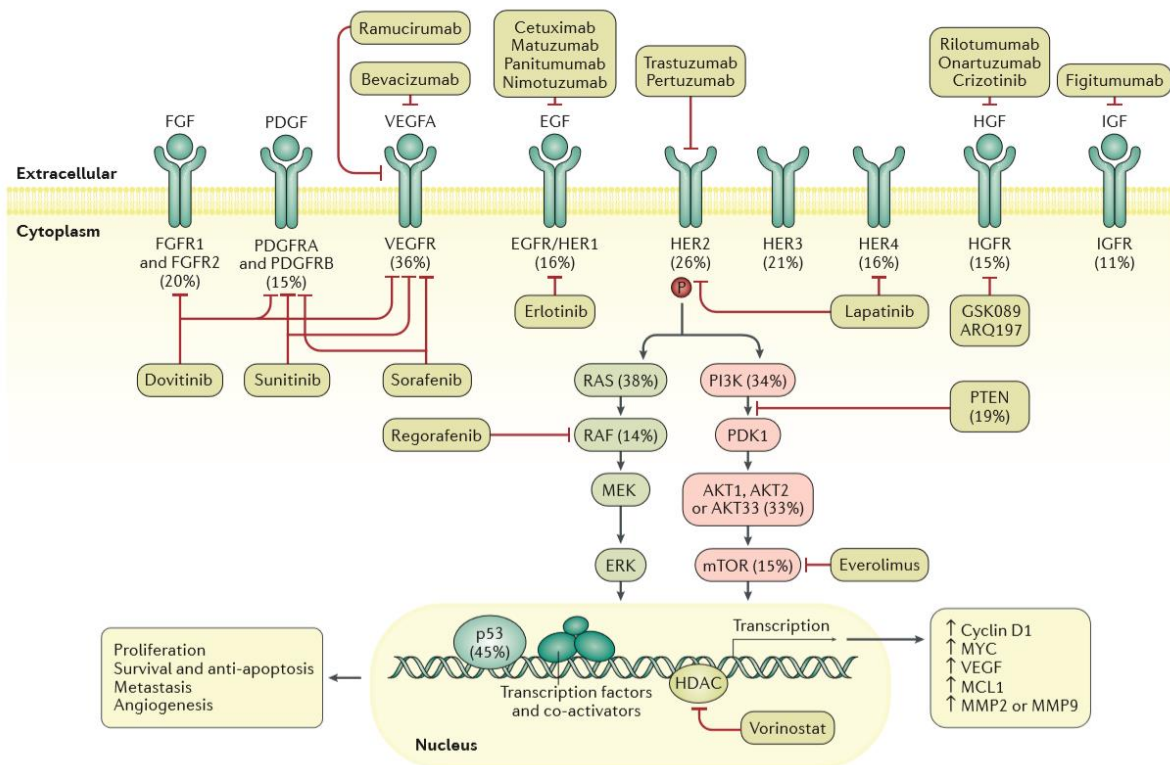 Ramucirumab
Bevacizumab
Cetuximab
Matuzumab
Panitumumab
Nimotuzumab
Trastuzumab
Pertuzumab
Rilotumumab
Onartuzumab
Crizotinib
Figitumumab
FGF
PDGF
VEGFA
EGF
HGF
IGF
Extracellular
Cytoplasm
FGFR1
and FGFR2
(20%)
PDGFRA
and PDGFRB
(15%)
VEGFR
(36%)
EGFR/HER1
(16%)
HER2
(26%)
HER3
(21%)
HER4
(16%)
HGFR
(15%)
IGFR
(11%)
P
Erlotinib
Lapatinib
GSK089
ARQ197
Dovitinib
Sunitinib
Sorafenib
RAS (38%)
PI3K (34%)
PTEN
(19%)
Regorafenib
RAF (14%)
PDK1
MEK
AKT1, AKT2
or AKT33 (33%)
ERK
mTOR (15%)
Everolimus
Proliferation
Survival and anti-apoptosis
Metastasis
Angiogenesis
p53
(45%)
Transcription factors
and co-activators
HDAC
Transcription
Vorinostat
Nucleus
↑ Cyclin D1
↑ MYC
↑ VEGF
↑ MCL1
↑ MMP2 or MMP9